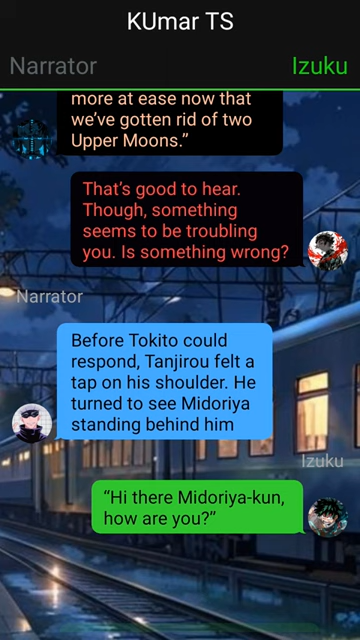 KUmar TS
Narrator
Izuku
more at ease now that
we've gotten rid of two
Upper Moons.”
That's good to hear.
Though, something
seems to be troubling
you. Is something wrong?
Narrator
Before Tokito could
respond, Tanjirou felt a
tap on his shoulder. He
turned to see Midoriya
standing behind him
Izuku
“Hi there Midoriya-kun,
how are you?”